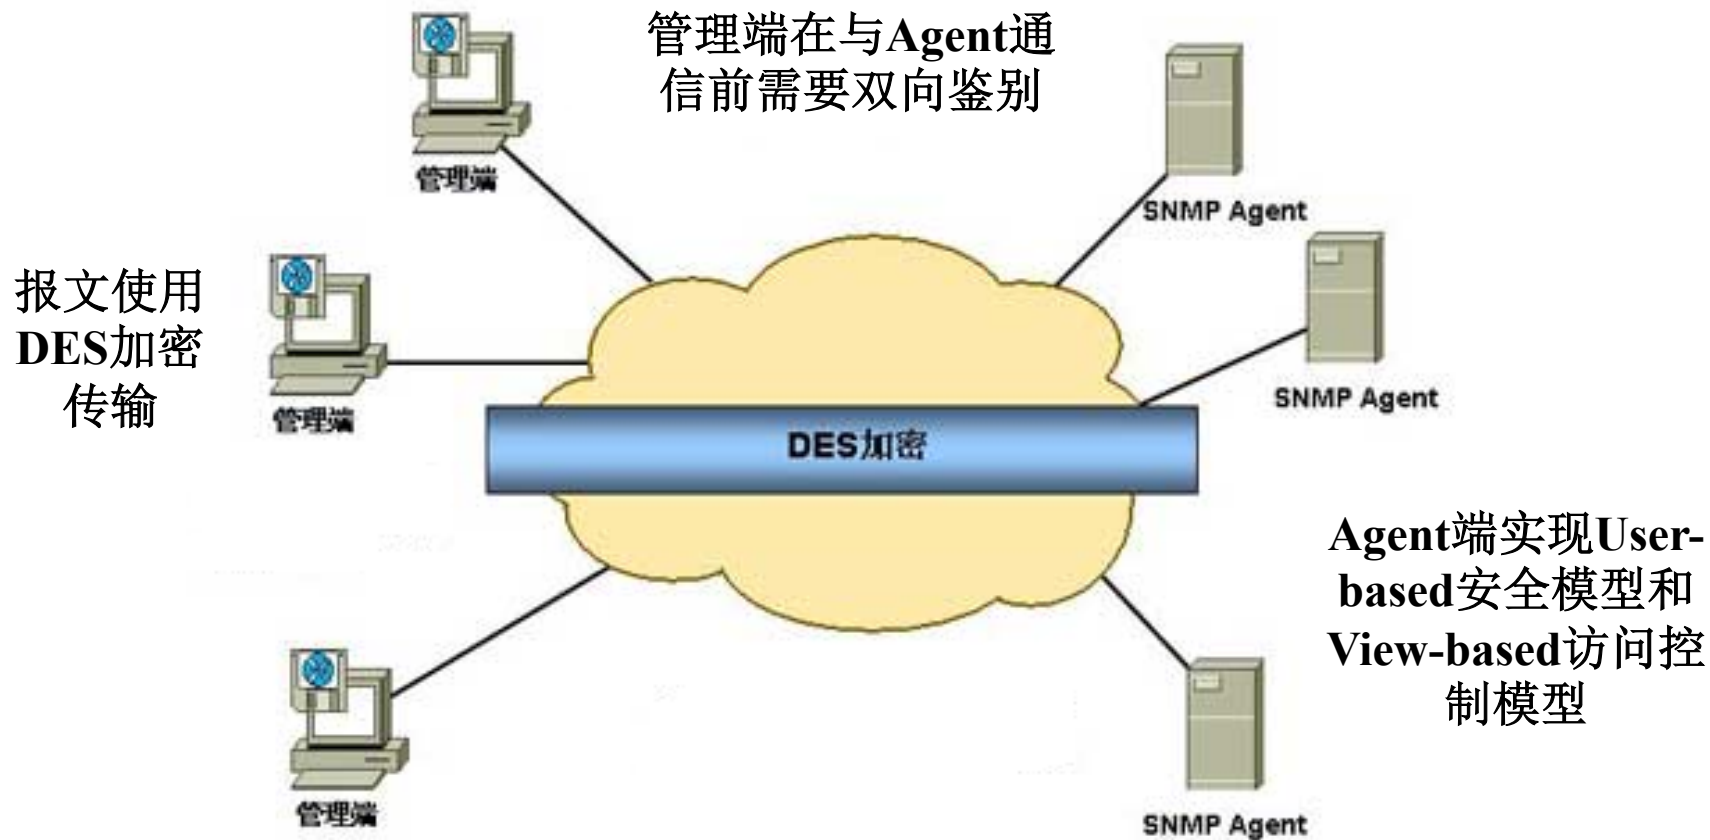 管理端在与Agent通
信前需要双向鉴别
管理端
SNMP Agent
报文使用
DES加密
传输
管理端
SNMP Agent
DES加密
Agent端实现User-
based安全模型和
View-based访问控
制模型
管理端
SNMP Agent